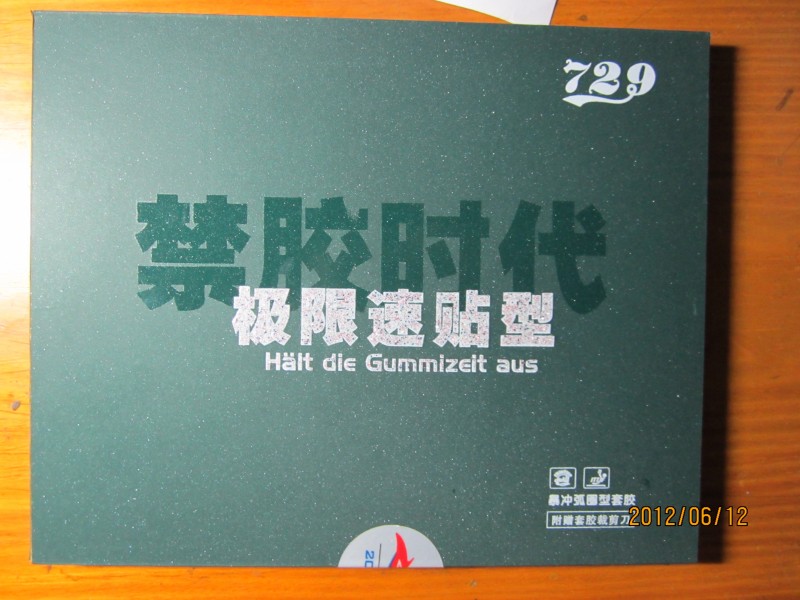 729
禁胶时代
极限速贴型
Hält die Gummizeit aus
暴冲弧圈型套胶
附赠套胶裁剪刀
2012/06/12
20